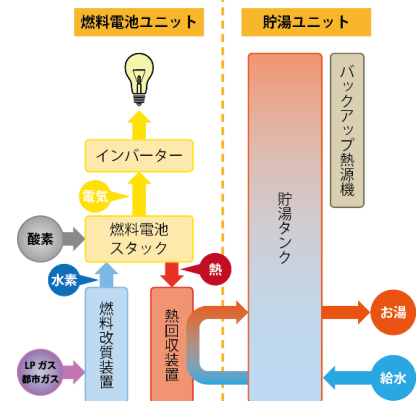 燃料電池ユニット
貯湯ユニット
バックアップ熱源機
インバーター
電気
貯湯タンク
酸素
燃料電池
スタック
水素
熱
燃料改質装置
熱回収装置
お湯
LPガス
都市ガス
給水